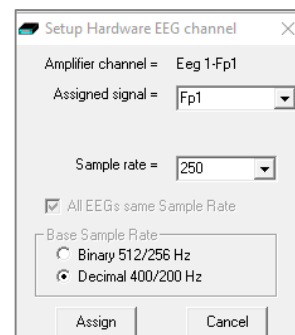 Setup Hardware EEG channel
Amplifier channel = Eeg 1-Fp1
Assigned signal = Fp1
Sample rate = 250
All EEGs same Sample Rate
Base Sample Rate
Binary 512/256 Hz
Decimal 400/200 Hz
Assign Cancel